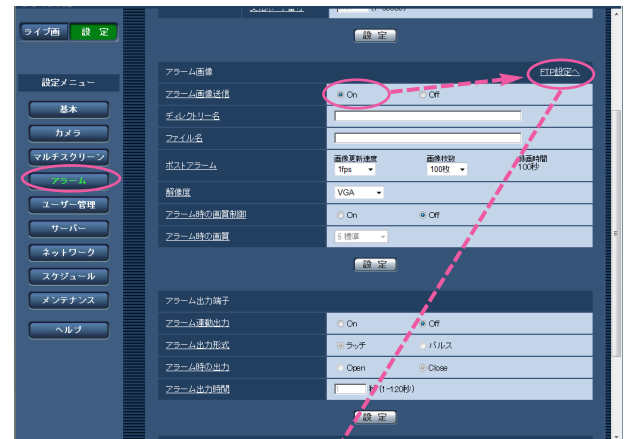 ライブ画 設 定
設 定
設定メニュー
基本
カメラ
マルチスクリーン
アラーム
ユーザー管理
サーバー
ネットワーク
スケジュール
メンテナンス
ヘルプ
アラーム画像 FTP設定へ
アラーム画像送信 On Off
ディレクトリー名
ファイル名
ポストアラーム 画像更新速度 画像枚数 録画時間
1fps 100枚 100秒
解像度 VGA
アラーム時の画質制御 On Off
アラーム時の画質 5 標準
設 定
アラーム出力端子
アラーム連動出力 On Off
アラーム出力形式 ラッチ パルス
アラーム時の出力 Open Close
アラーム出力時間 1 秒(1-120秒)
設 定